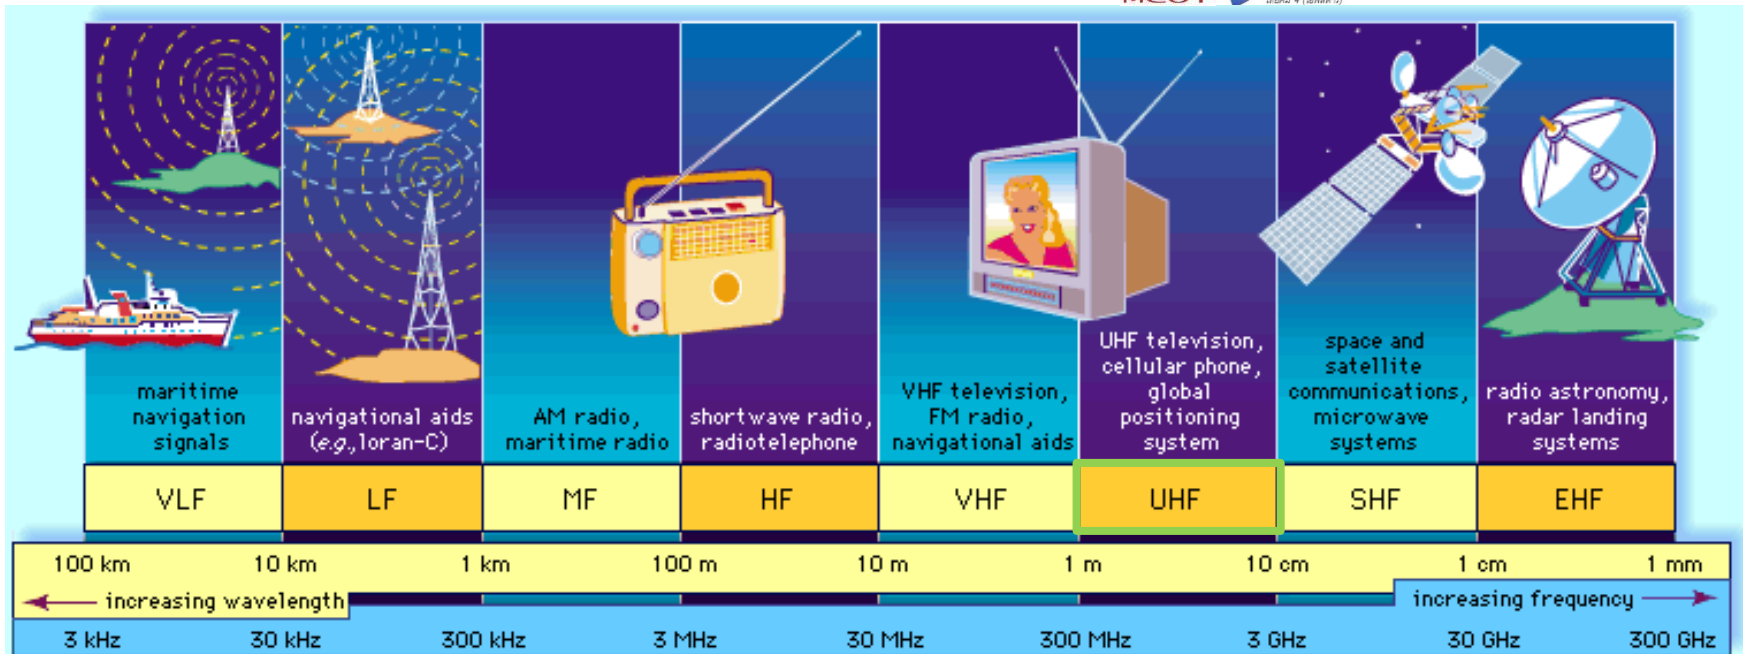 maritime
navigation
signals
navigational aids
(e.g., loran-C)
AM radio,
maritime radio
shortwave radio,
radiotelephone
VHF television,
FM radio,
navigational aids
UHF television,
cellular phone,
global
positioning
system
space and
satellite
communications,
microwave
systems
radio astronomy,
radar landing
systems
VLF LF MF HF VHF UHF SHF EHF
100 km 10 km 1 km 100 m 10 m 1 m 10 cm 1 cm 1 mm
increasing wavelength increasing frequency
3 kHz 30 kHz 300 kHz 3 MHz 30 MHz 300 MHz 3 GHz 30 GHz 300 GHz